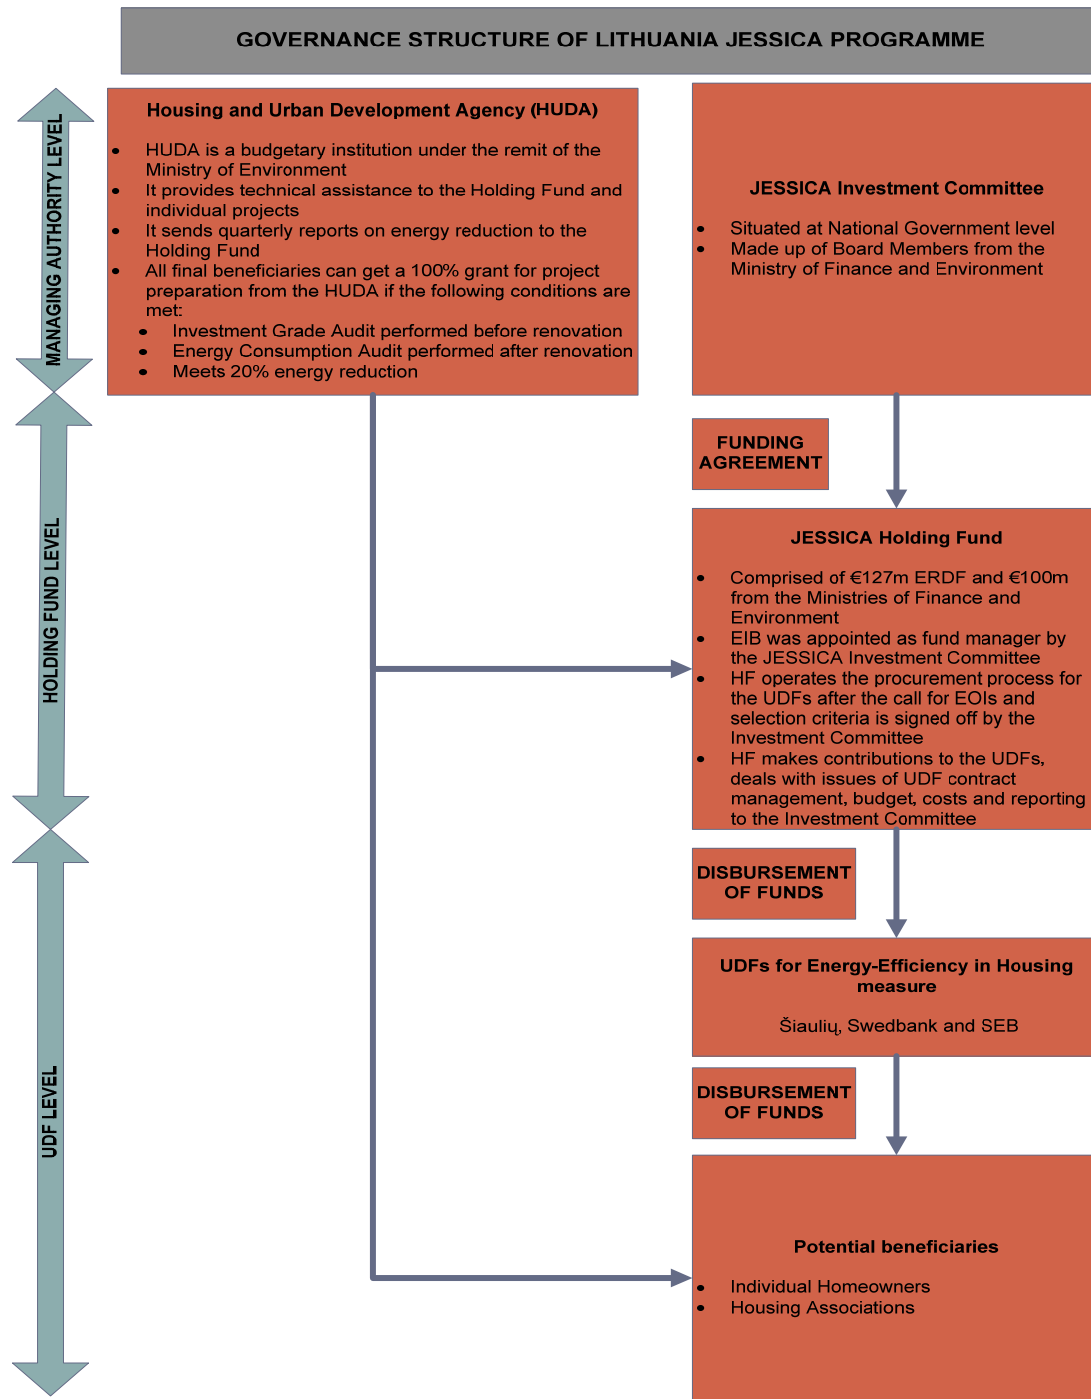 GOVERNANCE STRUCTURE OF LITHUANIA JESSICA PROGRAMME
MANAGING AUTHORITY LEVEL
Housing and Urban Development Agency (HUDA)
• HUDA is a budgetary institution under the remit of the
Ministry of Environment
• It provides technical assistance to the Holding Fund and
individual projects
• It sends quarterly reports on energy reduction to the
Holding Fund
• All final beneficiaries can get a 100% grant for project
preparation from the HUDA if the following conditions are
met:
• Investment Grade Audit performed before renovation
• Energy Consumption Audit performed after renovation
• Meets 20% energy reduction
JESSICA Investment Committee
• Situated at National Government level
• Made up of Board Members from the
Ministry of Finance and Environment
FUNDING
AGREEMENT
HOLDING FUND LEVEL
JESSICA Holding Fund
• Comprised of €127m ERDF and €100m
from the Ministries of Finance and
Environment
• EIB was appointed as fund manager by
the JESSICA Investment Committee
• HF operates the procurement process for
the UDFs after the call for EOIs and
selection criteria is signed off by the
Investment Committee
• HF makes contributions to the UDFs,
deals with issues of UDF contract
management, budget, costs and reporting
to the Investment Committee
DISBURSEMENT
OF FUNDS
UDF LEVEL
UDFs for Energy-Efficiency in Housing
measure
Šiaulių, Swedbank and SEB
DISBURSEMENT
OF FUNDS
Potential beneficiaries
• Individual Homeowners
• Housing Associations